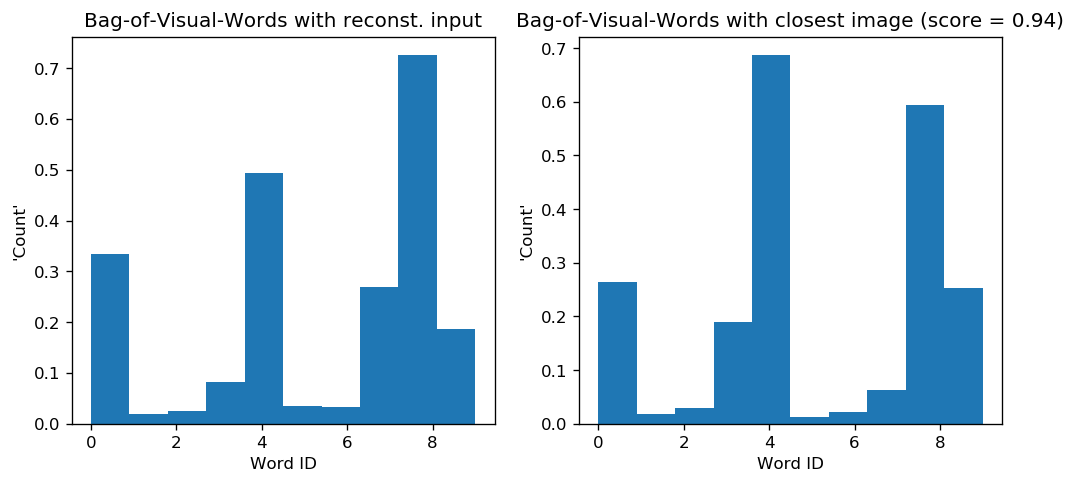 Bag-of-Visual-Words with reconst. input
'Count'
0.7
0.6
0.5
0.4
0.3
0.2
0.1
0.0
0 2 4 6 8
Word ID
Bag-of-Visual-Words with closest image (score = 0.94)
'Count'
0.7
0.6
0.5
0.4
0.3
0.2
0.1
0.0
0 2 4 6 8
Word ID